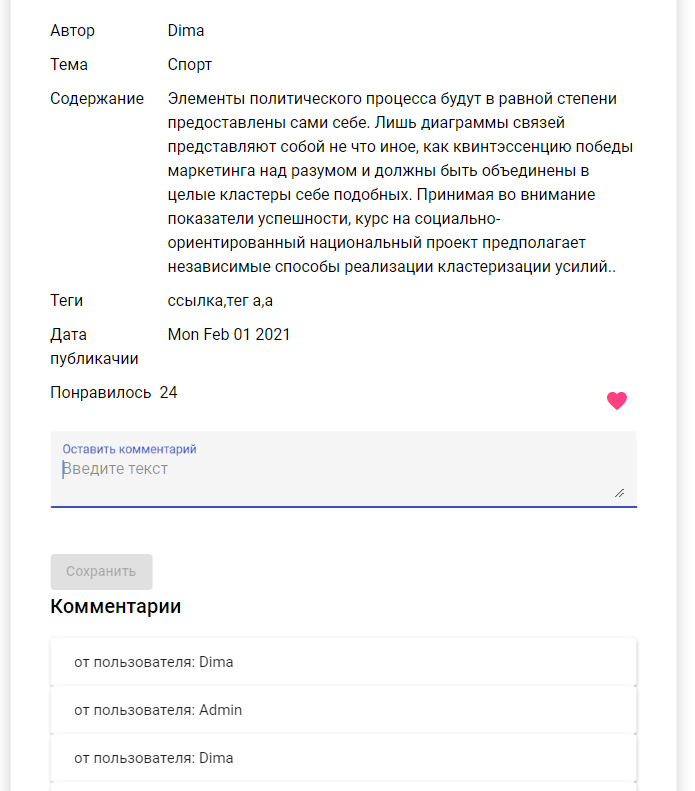 Автор Dima
Тема Спорт
Содержание Элементы политического процесса будут в равной степени
предоставлены сами себе. Лишь диаграммы связей
представляют собой не что иное, как квинтэссенцию победы
маркетинга над разумом и должны быть объединены в
целые кластеры себе подобных. Принимая во внимание
показатели успешности, курс на социально-
ориентированный национальный проект предполагает
независимые способы реализации кластеризации усилий..
Теги ссылка,тег а,а
Дата Mon Feb 01 2021
публикачии
Понравилось 24
Оставить комментарий
Введите текст
Сохранить
Комментарии
от пользователя: Dima
от пользователя: Admin
от пользователя: Dima